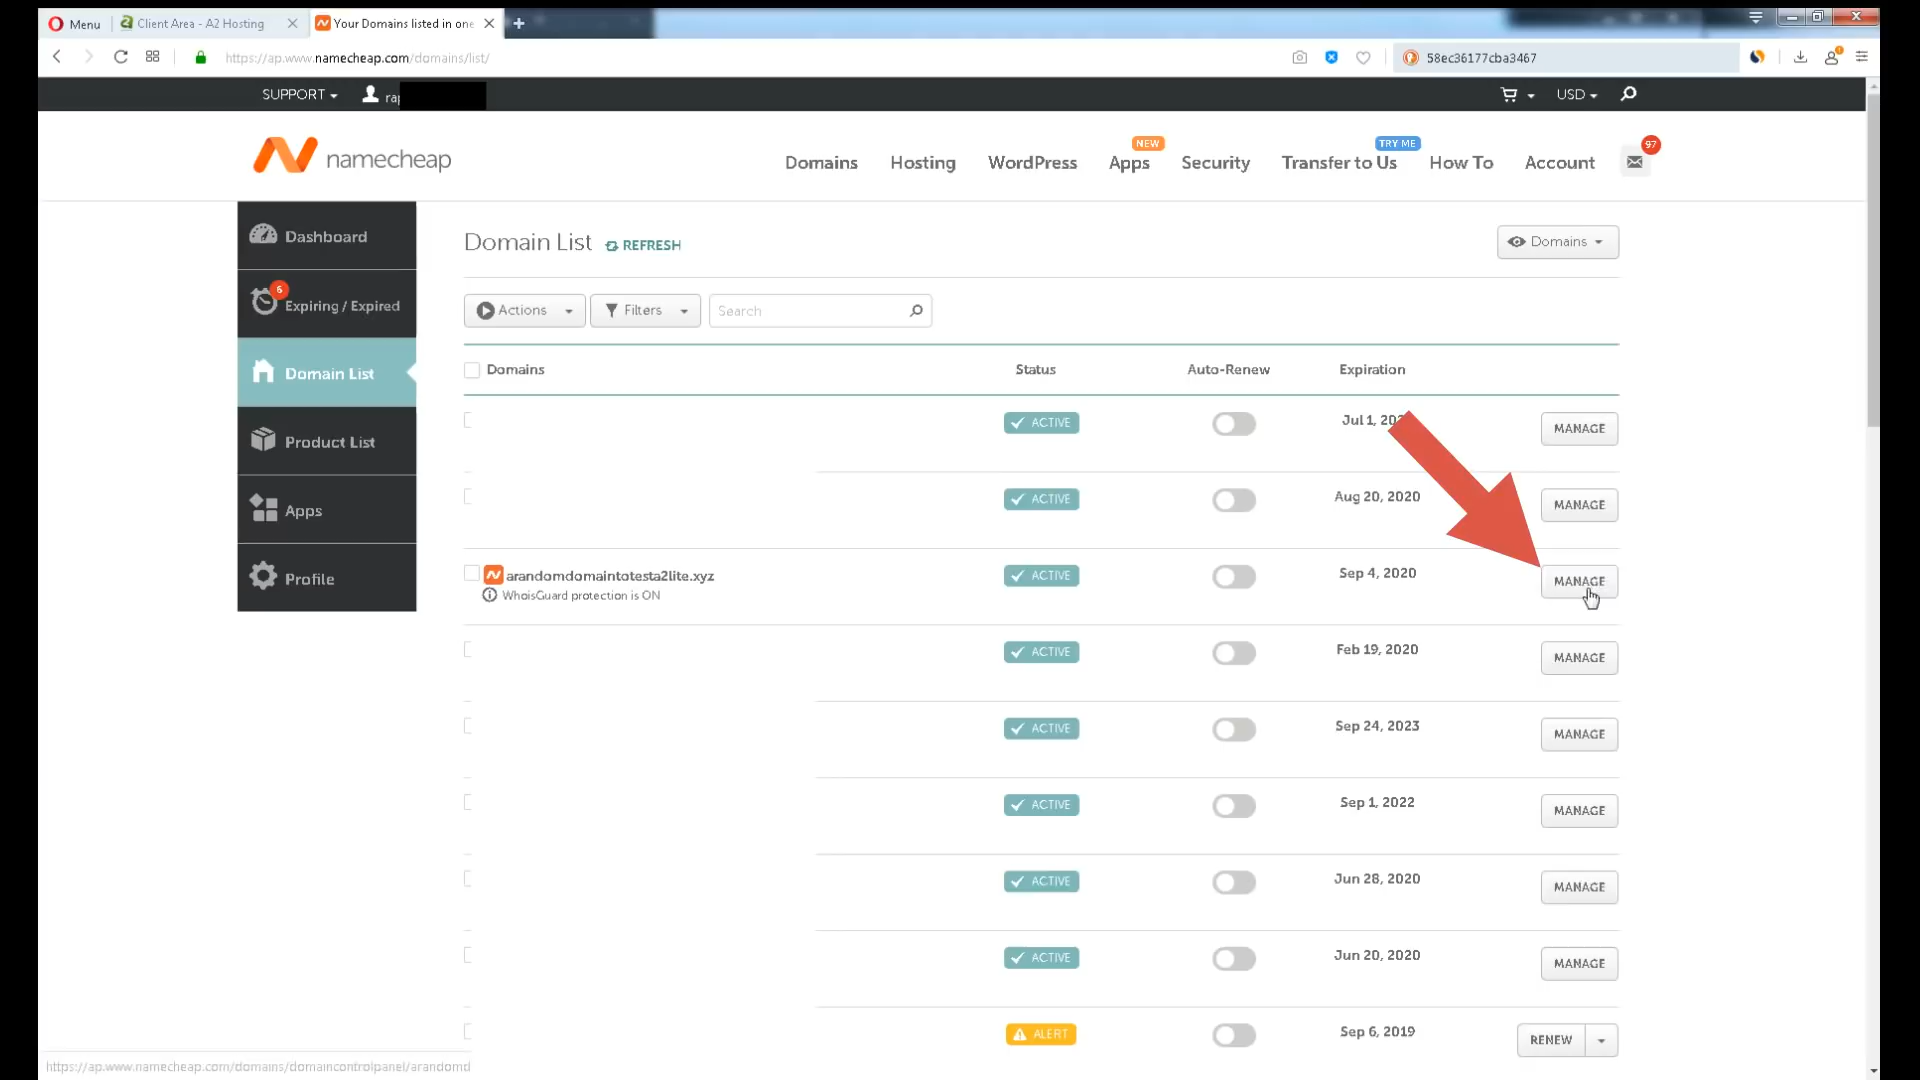 Menu
Client Area - A2 Hosting
Your Domains listed in one
https://ap.www.namecheap.com/domains/list/
58ec36177cba3467
SUPPORT
USD
namecheap
Domains
Hosting
WordPress
NEW
Apps
Security
TRY ME
Transfer to Us
How To
Account
97
Dashboard
6
Expiring / Expired
Domain List
Product List
Apps
Profile
Domain List REFRESH
Domains
Actions
Filters
Search
Domains Status Auto-Renew Expiration
ACTIVE Jul 1, MANAGE
ACTIVE Aug 20, 2020 MANAGE
arandomdomaintotesta2lite.xyz ACTIVE Sep 4, 2020 MANAGE
WhoisGuard protection is ON
ACTIVE Feb 19, 2020 MANAGE
ACTIVE Sep 24, 2023 MANAGE
ACTIVE Sep 1, 2022 MANAGE
ACTIVE Jun 28, 2020 MANAGE
ACTIVE Jun 20, 2020 MANAGE
ALERT Sep 6, 2019 RENEW
https://ap.www.namecheap.com/domains/domaincontrolpanel/arandomd